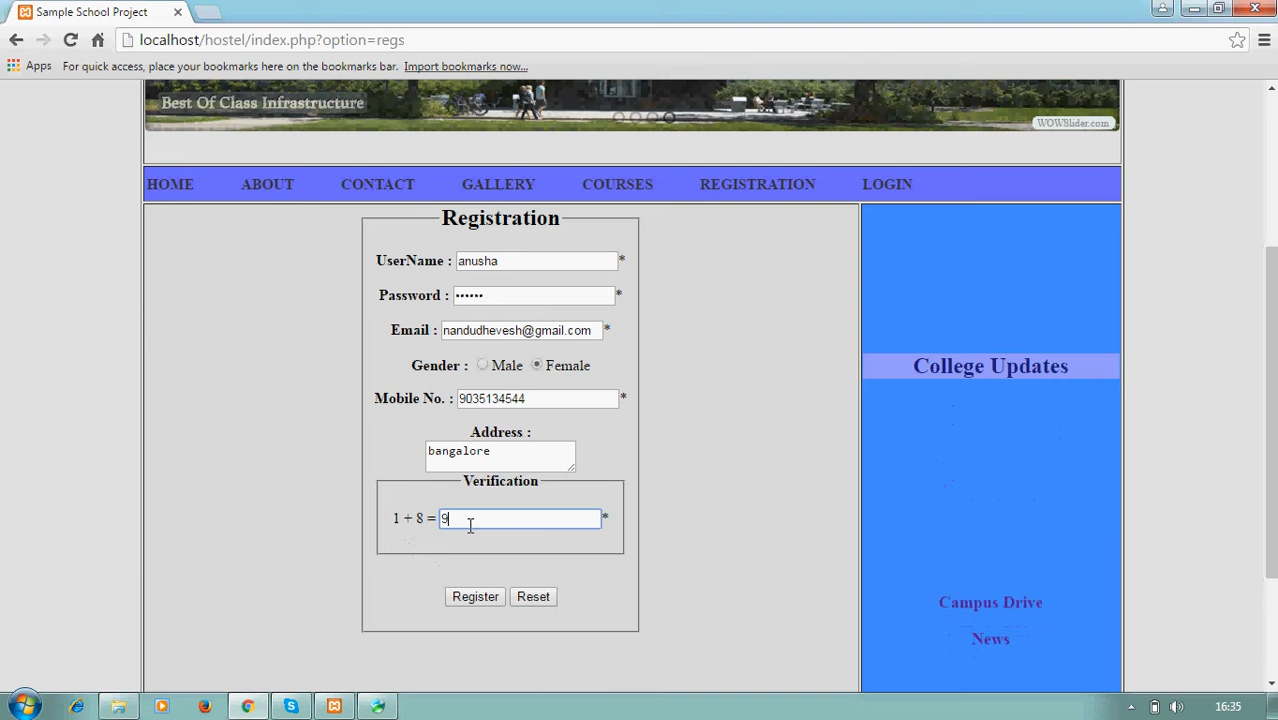 Sample School Project
localhost/hostel/index.php?option=regs
Apps For quick access, place your bookmarks here on the bookmarks bar. Import bookmarks now...
Best Of Class Infrastructure
WOWSlider.com
HOME ABOUT CONTACT GALLERY COURSES REGISTRATION LOGIN
Registration
UserName : anusha *
Password : •••••• *
Email : nandudhevesh@gmail.com *
Gender : Male Female
Mobile No. : 9035134544 *
Address :
bangalore
Verification
1 + 8 = 9 *
Register Reset
College Updates
Campus Drive
News
16:35